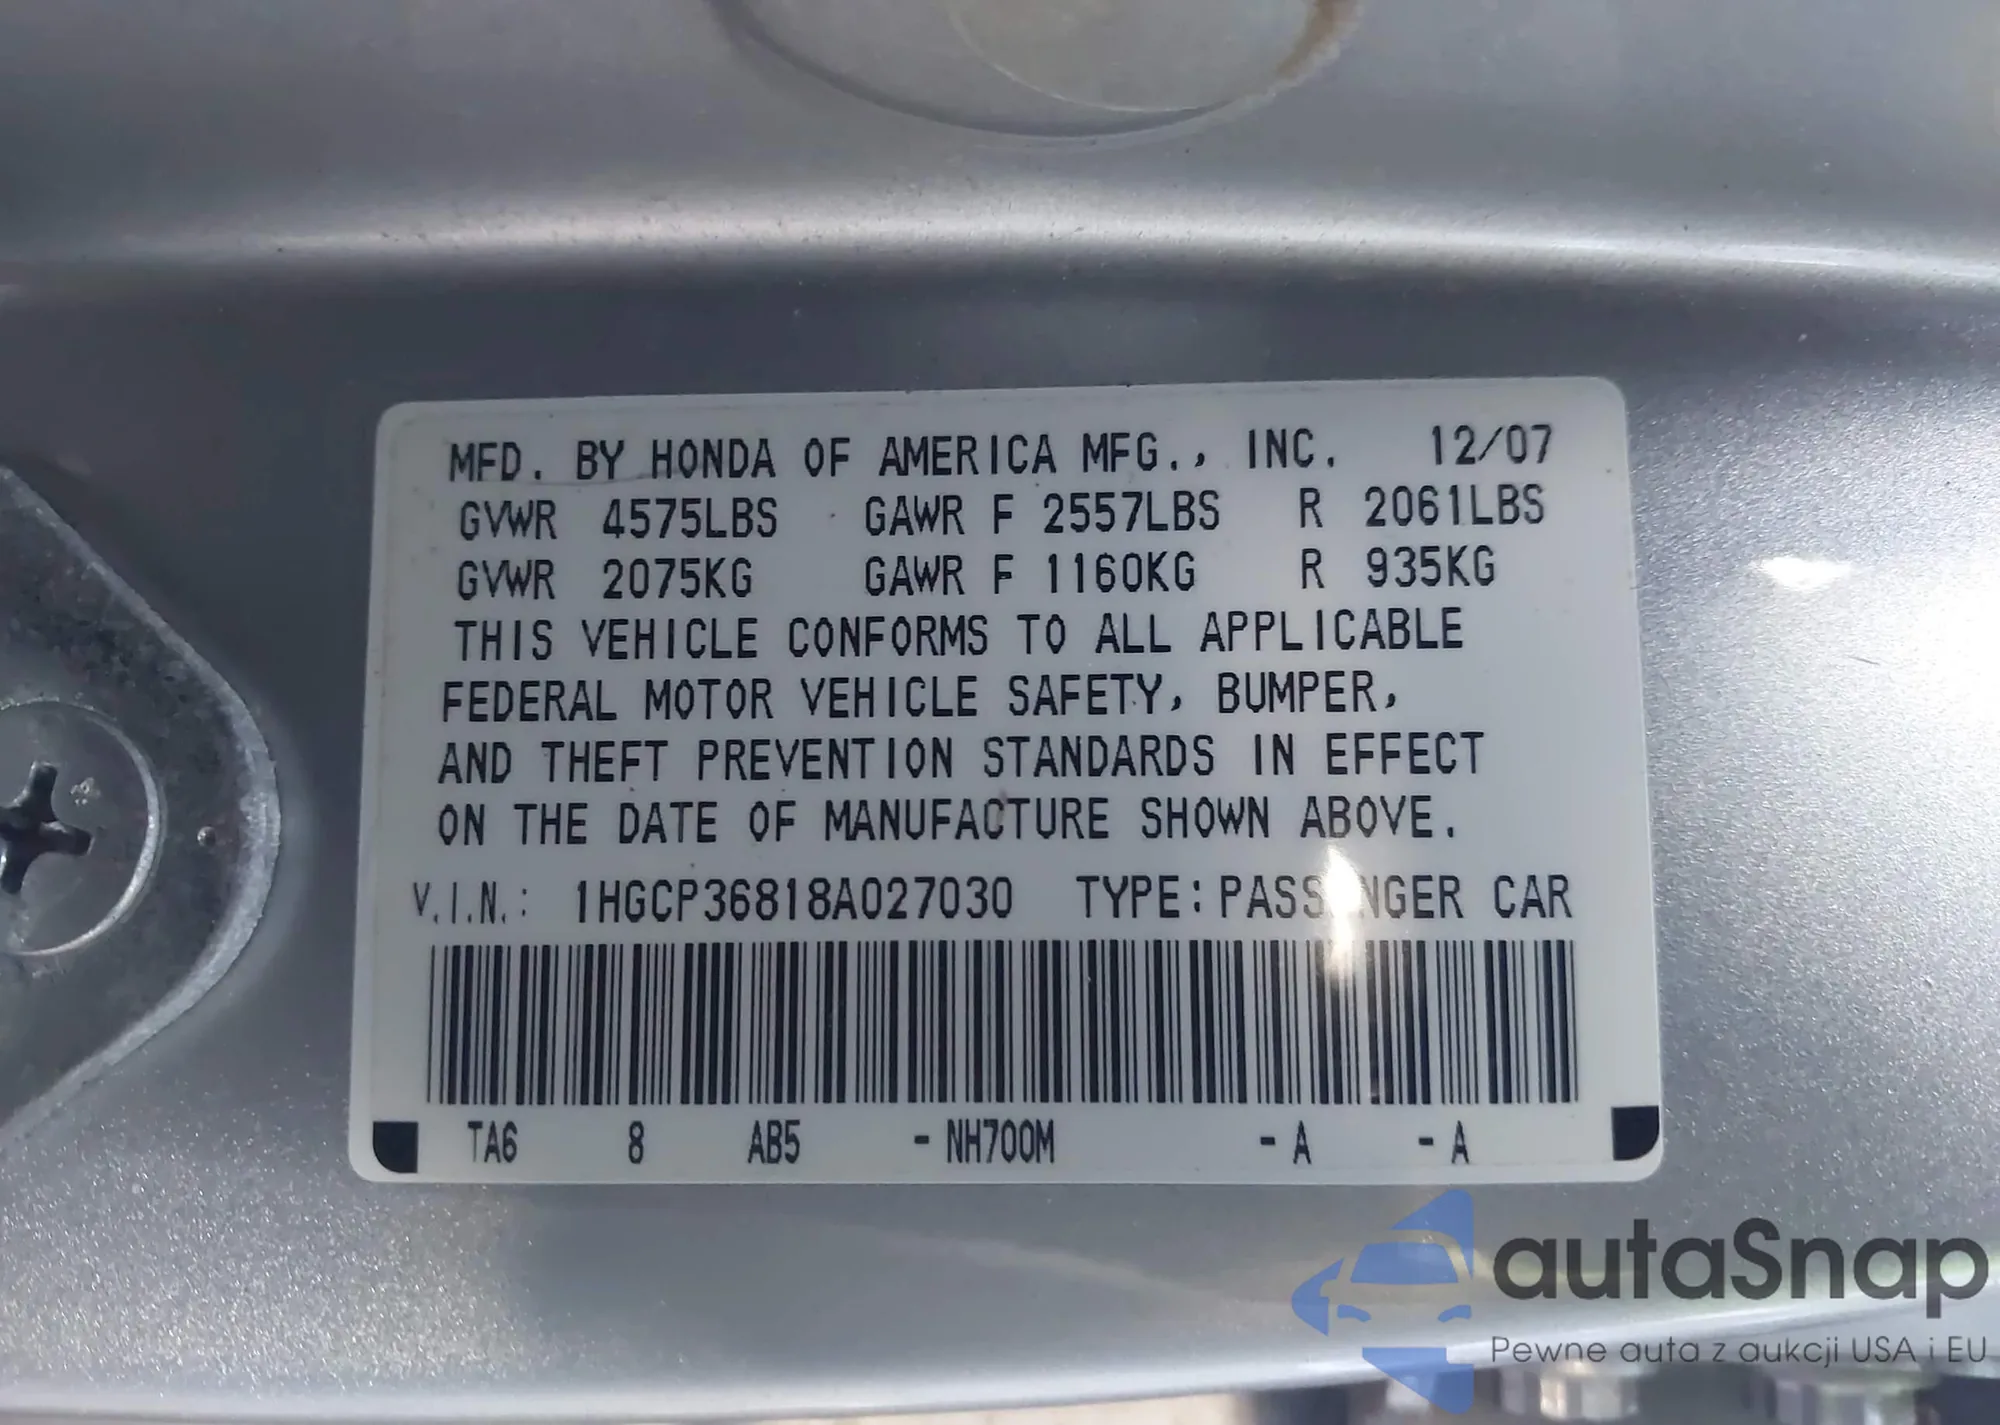 MFD. BY HONDA OF AMERICA MFG., INC. 12/07
GVWR 4575LBS GAWR F 2557LBS R 2061LBS
GVWR 2075KG GAWR F 1160KG R 935KG
THIS VEHICLE CONFORMS TO ALL APPLICABLE
FEDERAL MOTOR VEHICLE SAFETY, BUMPER,
AND THEFT PREVENTION STANDARDS IN EFFECT
ON THE DATE OF MANUFACTURE SHOWN ABOVE.
V.I.N.: 1HGCP36818A027030 TYPE: PASSENGER CAR
TA6 8 AB5 - NH700M - A - A
autaSnap
Pewne auta z aukcji USA i EU